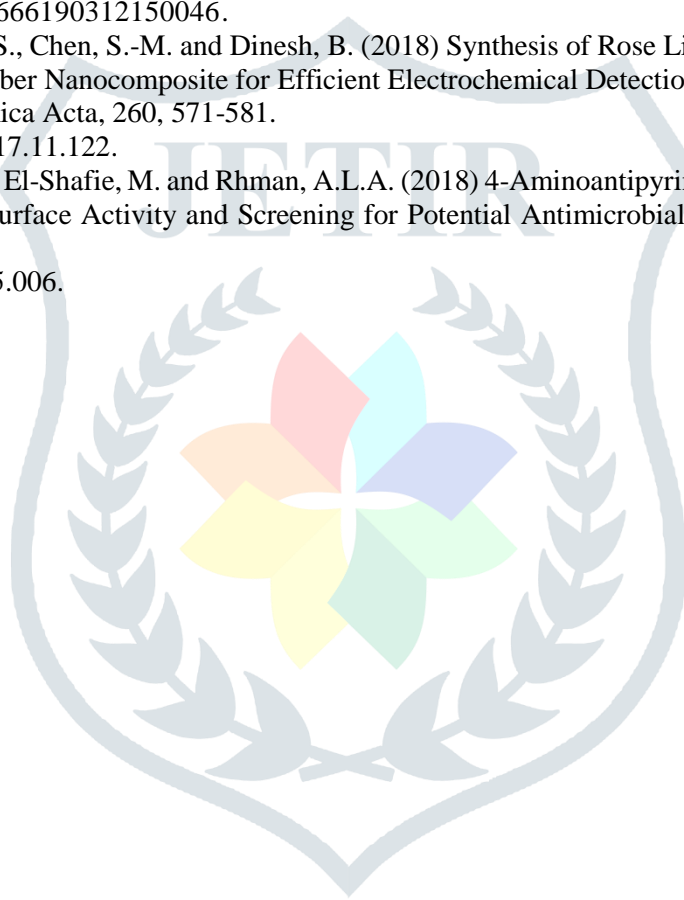 666190312150046.
S., Chen, S.-M. and Dinesh, B. (2018) Synthesis of Rose Li
ber Nanocomposite for Efficient Electrochemical Detectio
ica Acta, 260, 571-581.
17.11.122.
JETIR
El-Shafie, M. and Rhman, A.L.A. (2018) 4-Aminoantipyri
urface Activity and Screening for Potential Antimicrobial
5.006.